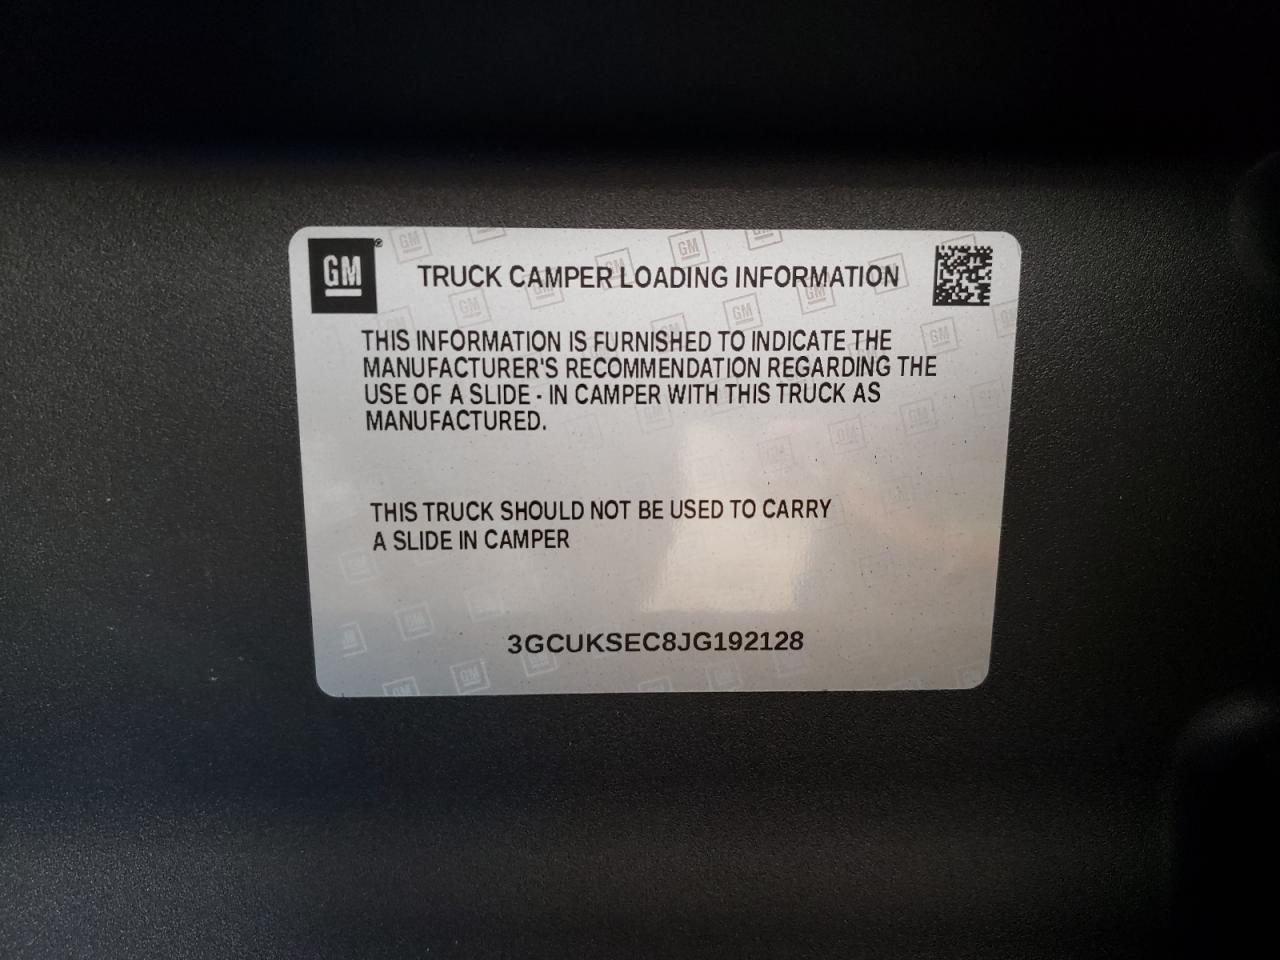 GM®
TRUCK CAMPER LOADING INFORMATION
THIS INFORMATION IS FURNISHED TO INDICATE THE
MANUFACTURER'S RECOMMENDATION REGARDING THE
USE OF A SLIDE - IN CAMPER WITH THIS TRUCK AS
MANUFACTURED.
THIS TRUCK SHOULD NOT BE USED TO CARRY
A SLIDE IN CAMPER
3GCUKSEC8JG192128